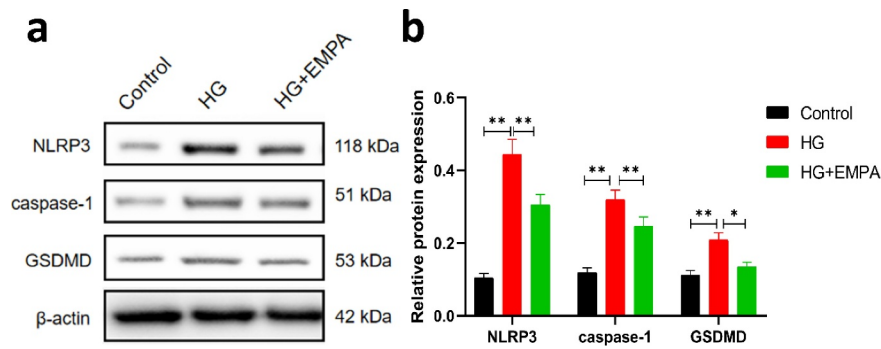 a
Control HG HG+EMPA
NLRP3 118 kDa
caspase-1 51 kDa
GSDMD 53 kDa
β-actin 42 kDa
b
Relative protein expression
0.6
0.4
0.2
0.0
** **
** **
** *
NLRP3 caspase-1 GSDMD
Control
HG
HG+EMPA